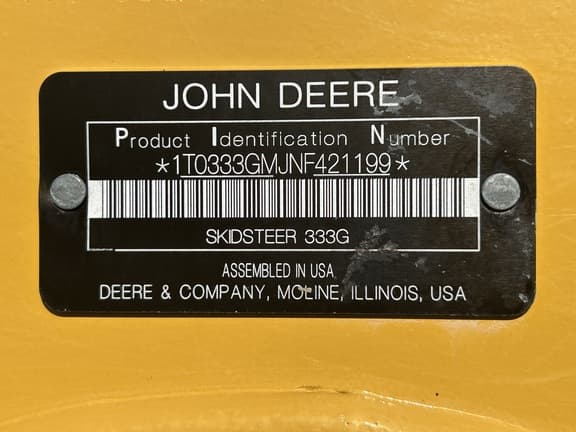 JOHN DEERE
Product Identification Number
*1T0333GMJNF421199*
SKIDSTEER 333G
ASSEMBLED IN USA.
DEERE & COMPANY, MOLINE, ILLINOIS, USA